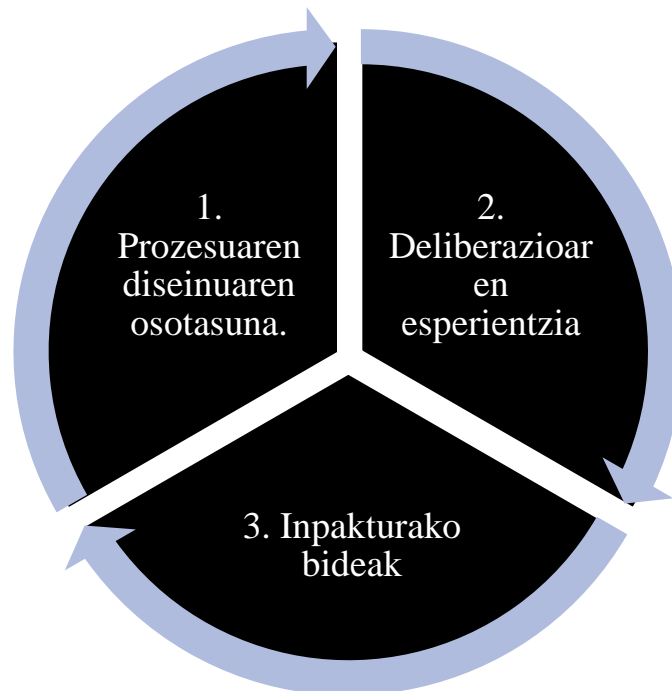 1.
Prozesuaren
diseinuaren
osotasuna.
2.
Deliberazioar
en
esperientzia
3. Inpakturako
bideak